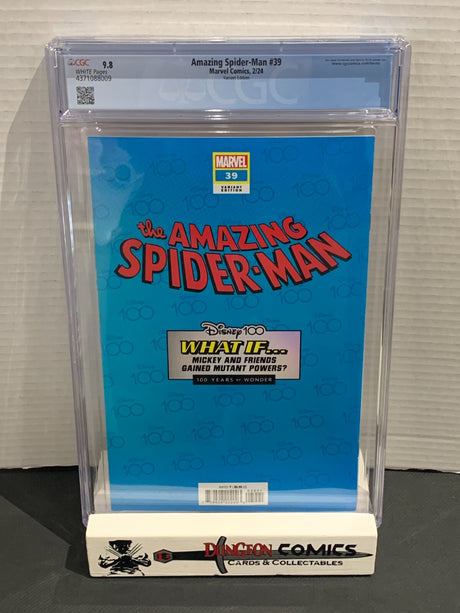 CGC
9.8
WHITE Pages
4371088009
Amazing Spider-Man #39
Marvel Comics, 2/24
Variant Edition
CGC
MARVEL
39
VARIANT
EDITION
the AMAZING
SPIDER-MAN
Disney 100
WHAT IF...
MICKEY AND FRIENDS
GAINED MUTANT POWERS?
100 YEARS OF WONDER
DUNGEON COMICS
CARDS & COLLECTABLES